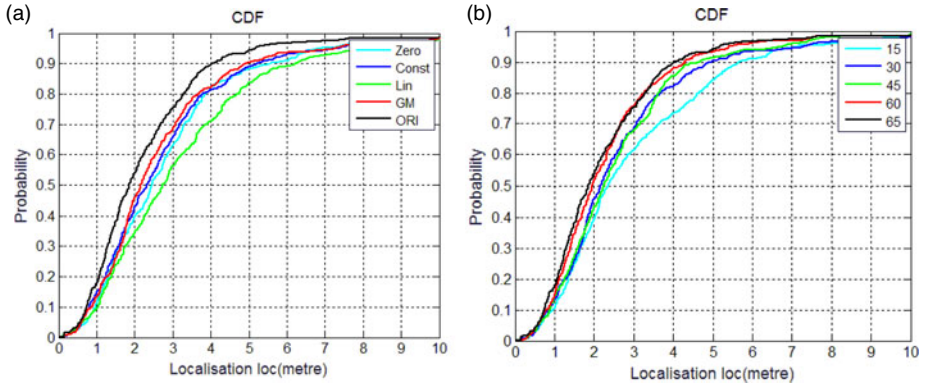 (a)
CDF
Probability
1
0.9
0.8
0.7
0.6
0.5
0.4
0.3
0.2
0.1
0
0 1 2 3 4 5 6 7 8 9 10
Localisation loc(metre)
Zero
Const
Lin
GM
ORI
(b)
CDF
Probability
1
0.9
0.8
0.7
0.6
0.5
0.4
0.3
0.2
0.1
0
0 1 2 3 4 5 6 7 8 9 10
Localisation loc(metre)
15
30
45
60
65